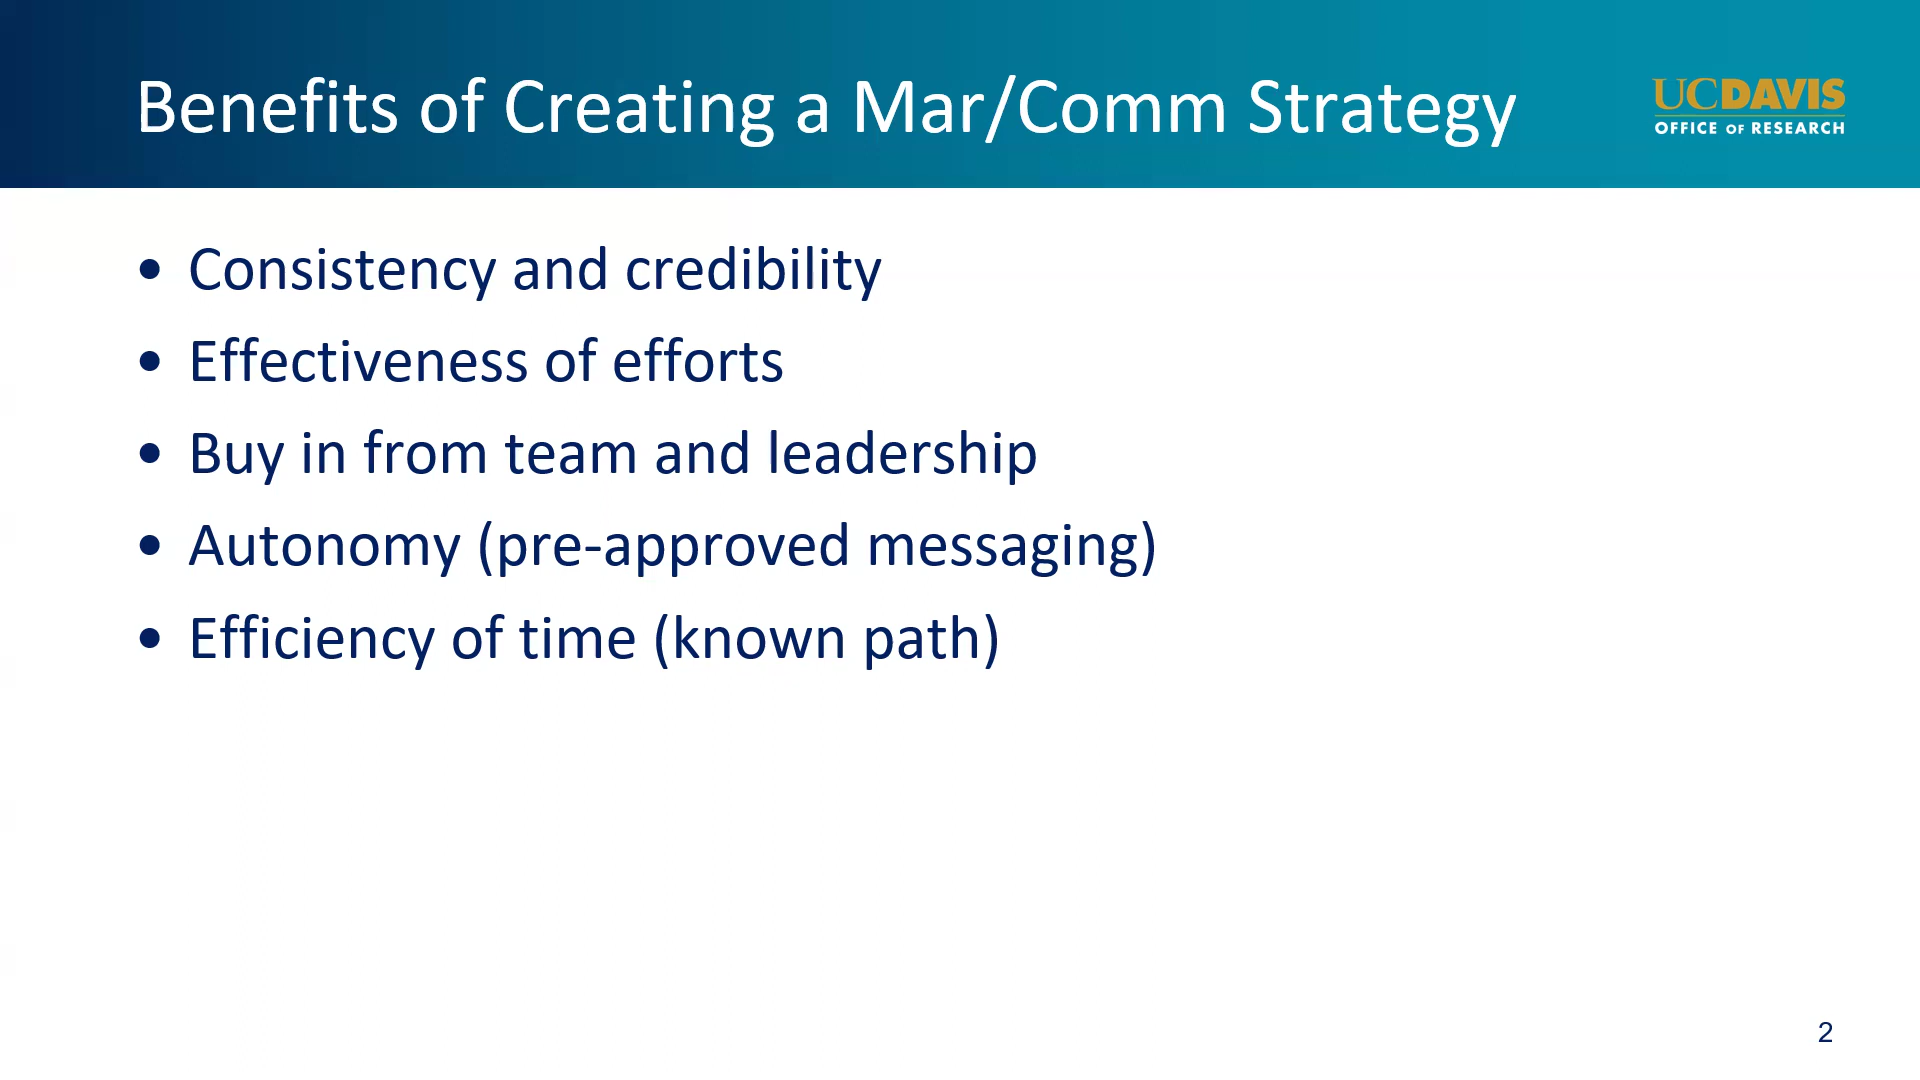 Benefits of Creating a Mar/Comm Strategy
UCDAVIS
OFFICE OF RESEARCH
• Consistency and credibility
• Effectiveness of efforts
• Buy in from team and leadership
• Autonomy (pre-approved messaging)
• Efficiency of time (known path)
2